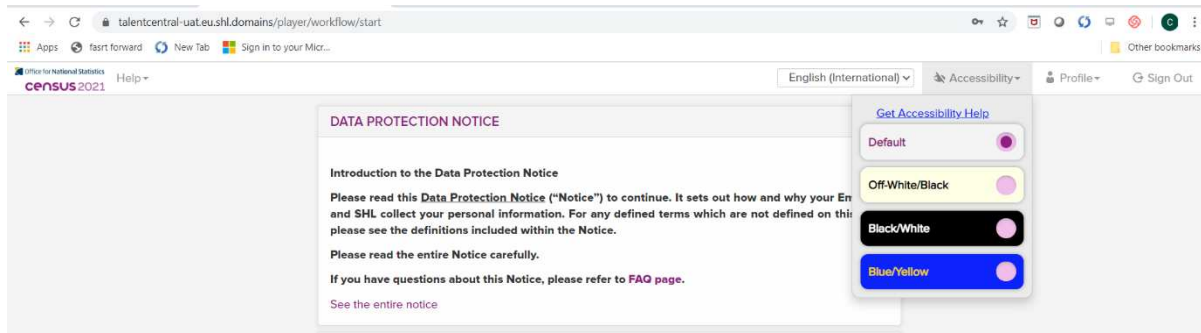 talentcentral-uat.eu.shl.domains/player/workflow/start
Apps fasrt forward New Tab Sign in to your Micr... Other bookmarks
Office for National Statistics
census 2021
Help
English (International)
Accessibility
Profile
Sign Out
Get Accessibility Help
Default
Off-White/Black
Black/White
Blue/Yellow
DATA PROTECTION NOTICE
Introduction to the Data Protection Notice
Please read this Data Protection Notice (“Notice”) to continue. It sets out how and why your Em
and SHL collect your personal information. For any defined terms which are not defined on this
please see the definitions included within the Notice.
Please read the entire Notice carefully.
If you have questions about this Notice, please refer to FAQ page.
See the entire notice